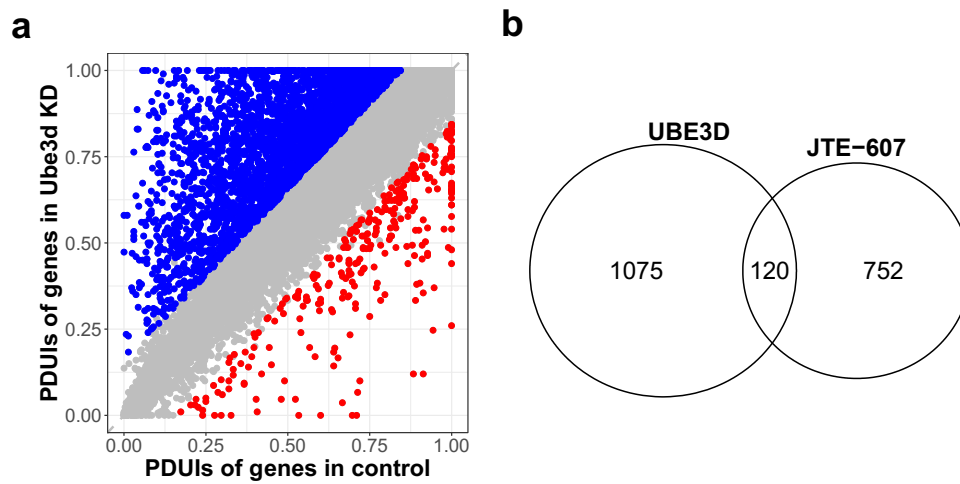 a
PDUIs of genes in Ube3d KD
1.00
0.75
0.50
0.25
0.00
0.00 0.25 0.50 0.75 1.00
PDUIs of genes in control
b
UBE3D
JTE−607
1075 120 752